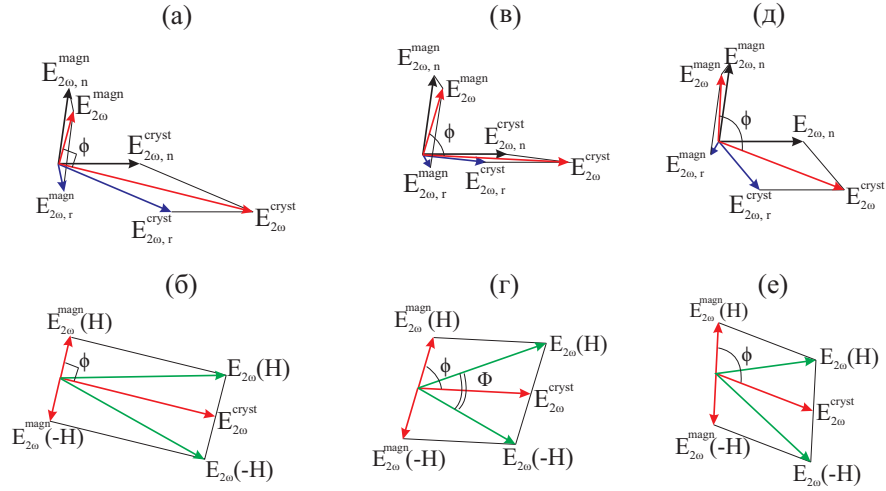 (а)
E^magn_2ω, n
E^magn_2ω
ϕ
E^cryst_2ω, n
E^magn_2ω, r
E^cryst_2ω, r
E^cryst_2ω
(в)
E^magn_2ω, n
E^magn_2ω
ϕ
E^cryst_2ω, n
E^magn_2ω, r
E^cryst_2ω, r
E^cryst_2ω
(д)
E^magn_2ω
E^magn_2ω, n
ϕ
E_2ω, n
E^magn_2ω, r
E^cryst_2ω, r
E^cryst_2ω
(б)
E^magn_2ω(H)
ϕ
E_2ω(H)
E^cryst_2ω
E^magn_2ω(-H)
E_2ω(-H)
(г)
E^magn_2ω(H)
ϕ
Φ
E_2ω(H)
E^cryst_2ω
E^magn_2ω(-H)
E_2ω(-H)
(е)
E^magn_2ω(H)
ϕ
E_2ω(H)
E^cryst_2ω
E^magn_2ω(-H)
E_2ω(-H)